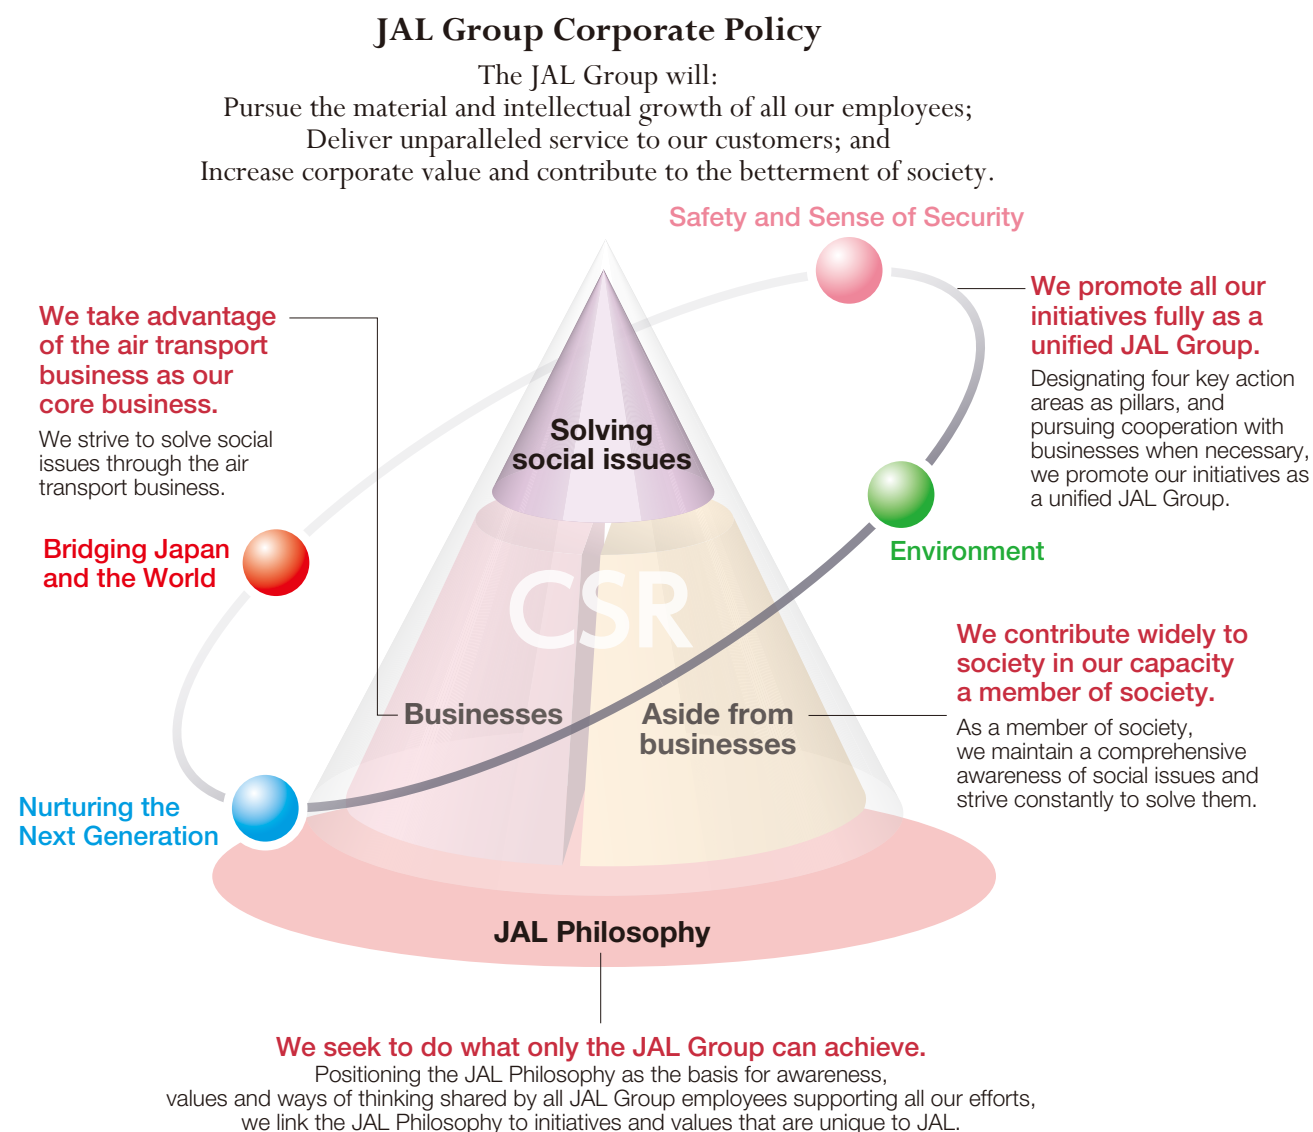 JAL Group Corporate Policy
The JAL Group will:
Pursue the material and intellectual growth of all our employees;
Deliver unparalleled service to our customers; and
Increase corporate value and contribute to the betterment of society.
Safety and Sense of Security
We promote all our
initiatives fully as a
unified JAL Group.
Designating four key action
areas as pillars, and
pursuing cooperation with
businesses when necessary,
we promote our initiatives as
a unified JAL Group.
We take advantage
of the air transport
business as our
core business.
We strive to solve social
issues through the air
transport business.
Solving
social issues
Bridging Japan
and the World
Environment
CSR
We contribute widely to
society in our capacity
a member of society.
As a member of society,
we maintain a comprehensive
awareness of social issues and
strive constantly to solve them.
Businesses
Aside from
businesses
Nurturing the
Next Generation
JAL Philosophy
We seek to do what only the JAL Group can achieve.
Positioning the JAL Philosophy as the basis for awareness,
values and ways of thinking shared by all JAL Group employees supporting all our efforts,
we link the JAL Philosophy to initiatives and values that are unique to JAL.